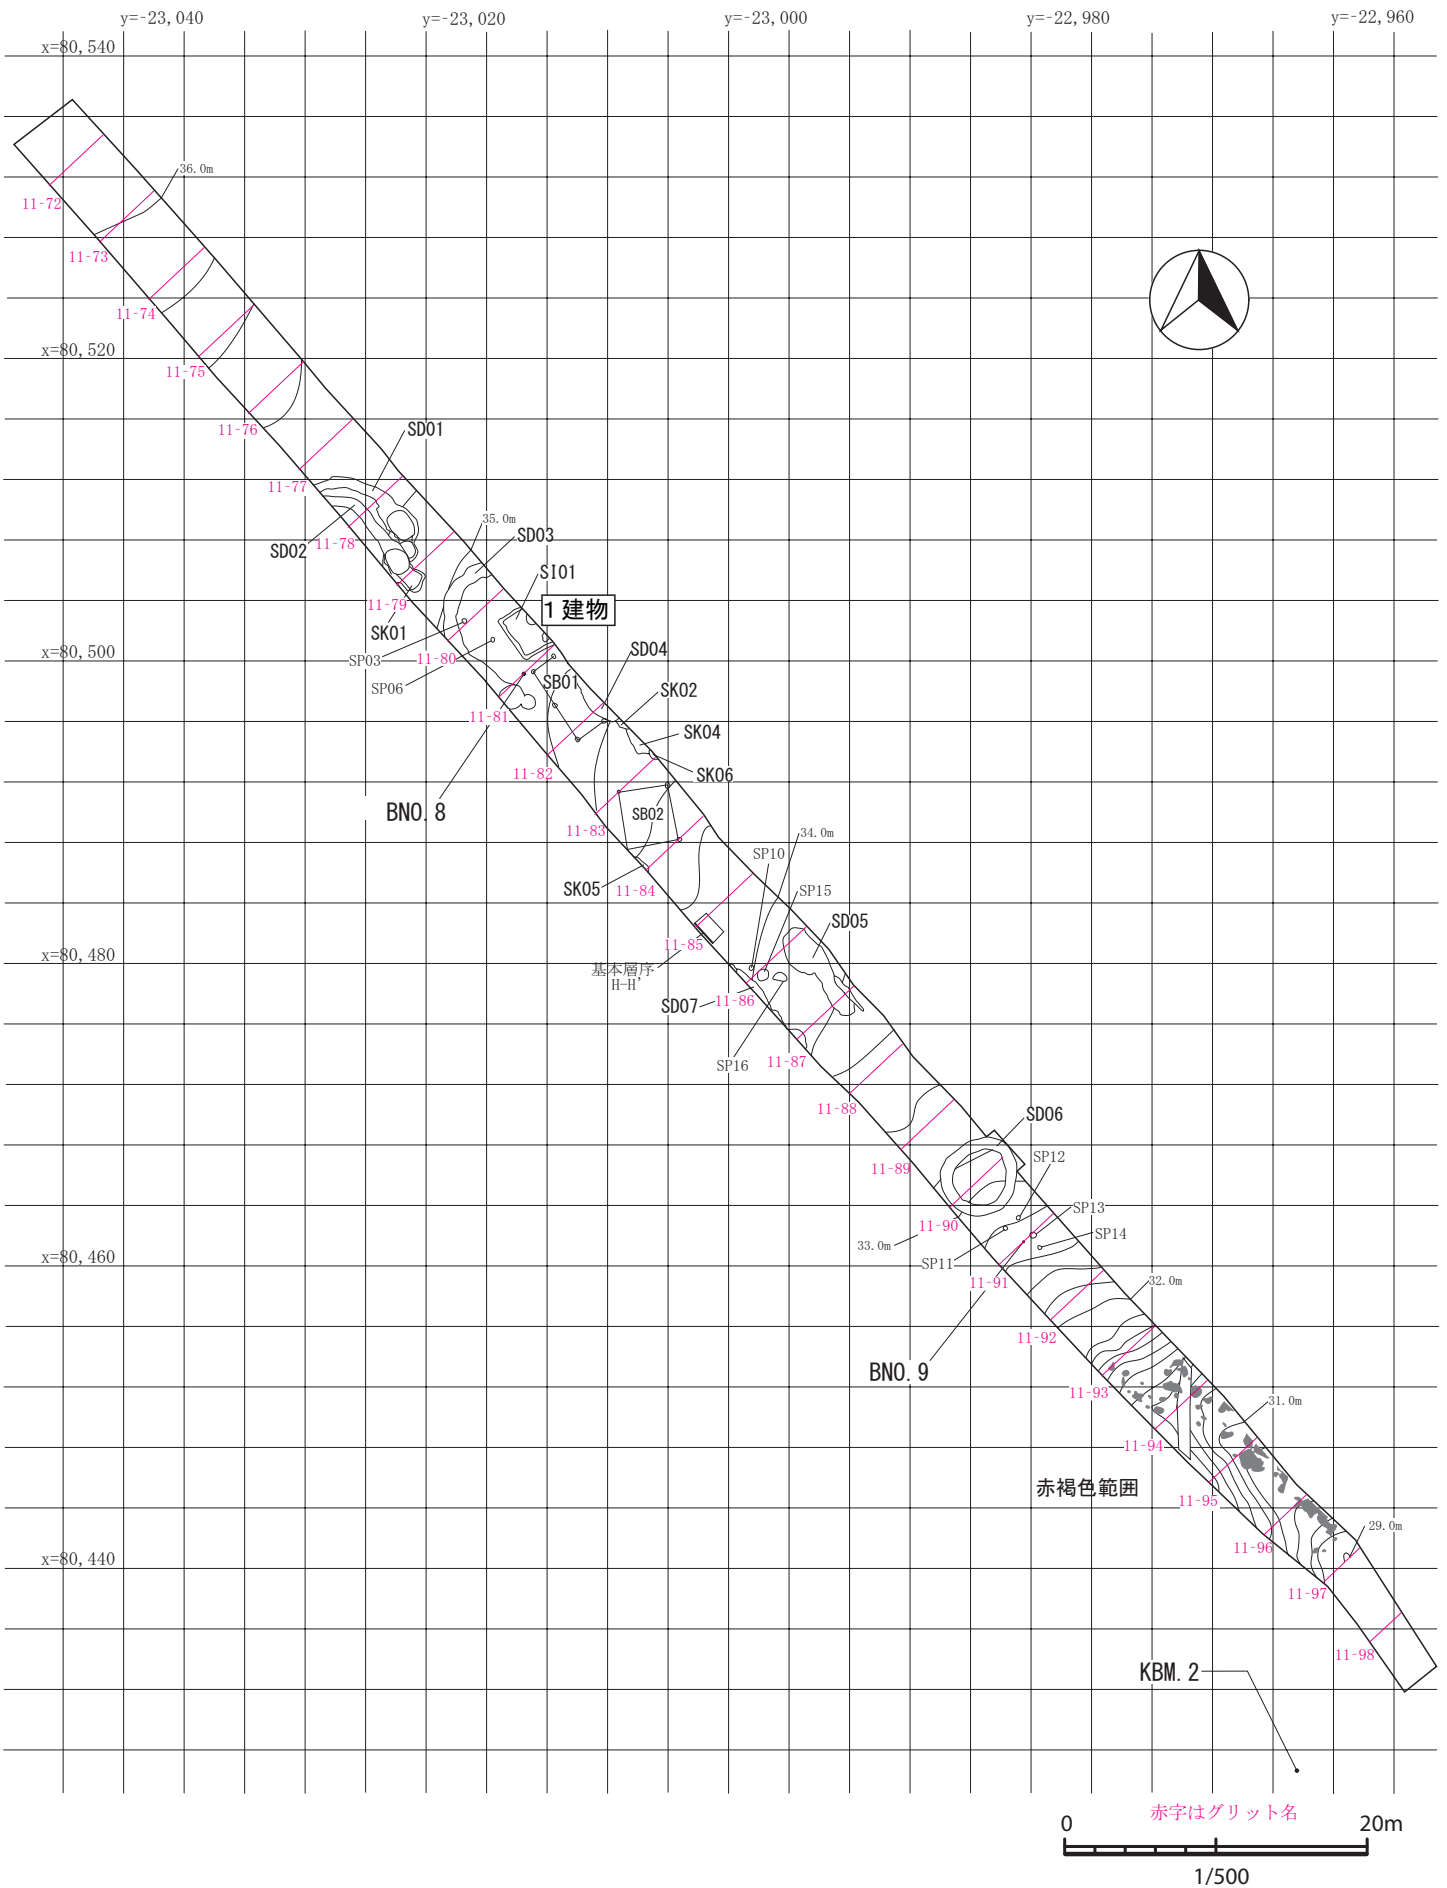 y=-23,040
y=-23,020
y=-23,000
y=-22,980
y=-22,960
x=80,540
36.0m
11-72
11-73
11-74
x=80,520
11-75
11-76
SD01
11-77
35.0m
SD03
SD02
11-78
SI01
1建物
11-79
SK01
SD04
x=80,500
SP03
11-80
SP06
SB01
SK02
11-81
SK04
11-82
SK06
BNO.8
SB02
11-83
34.0m
SP10
SK05
11-84
SP15
SD05
11-85
x=80,480
基本層序
H-H'
SD07
11-86
SP16
11-87
11-88
SD06
SP12
11-89
SP13
11-90
SP14
33.0m
x=80,460
SP11
11-91
32.0m
11-92
BNO.9
11-93
31.0m
11-94
赤褐色範囲
11-95
29.0m
11-96
x=80,440
11-97
11-98
KBM.2
赤字はグリット名
0
20m
1/500